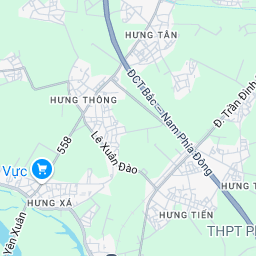 HƯNG TÂN
ĐCT Bắc – Nam Phía Đông
HƯNG THÔNG
Đ. Trần Đình
558
Lê Xuân Đào
Vực
HƯNG XÁ
HƯNG T
HƯNG TIẾN
Yên Xuân
THPT P